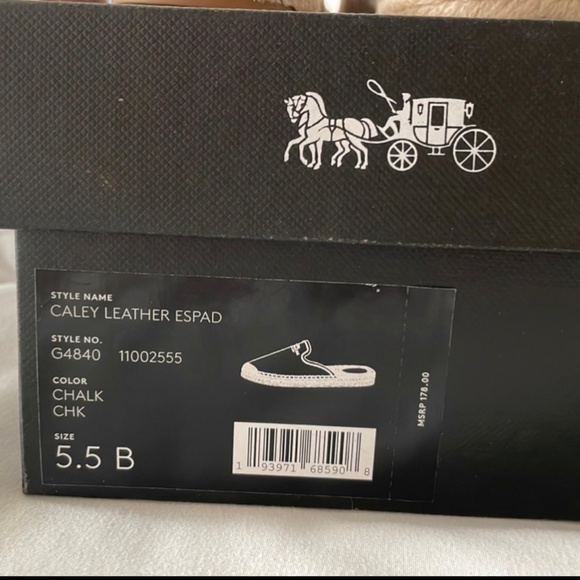 STYLE NAME
CALEY LEATHER ESPAD
STYLE NO.
G4840 11002555
COLOR
CHALK
CHK
SIZE
5.5 B
1 93971 68590 8
MSRP 178.00